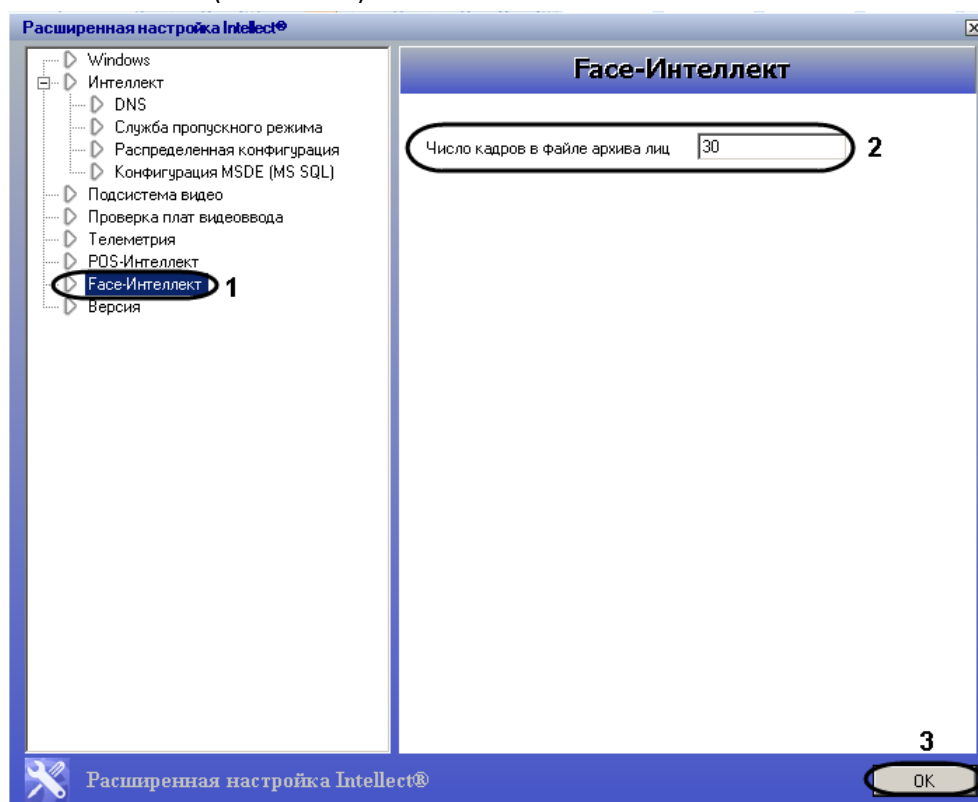 Расширенная настройка Intellect®
Windows
Интеллект
DNS
Служба пропускного режима
Распределенная конфигурация
Конфигурация MSDE (MS SQL)
Подсистема видео
Проверка плат видеоввода
Телеметрия
POS-Интеллект
Face-Интеллект 1
Версия
Face-Интеллект
Число кадров в файле архива лиц 30 2
3
Расширенная настройка Intellect®
OK